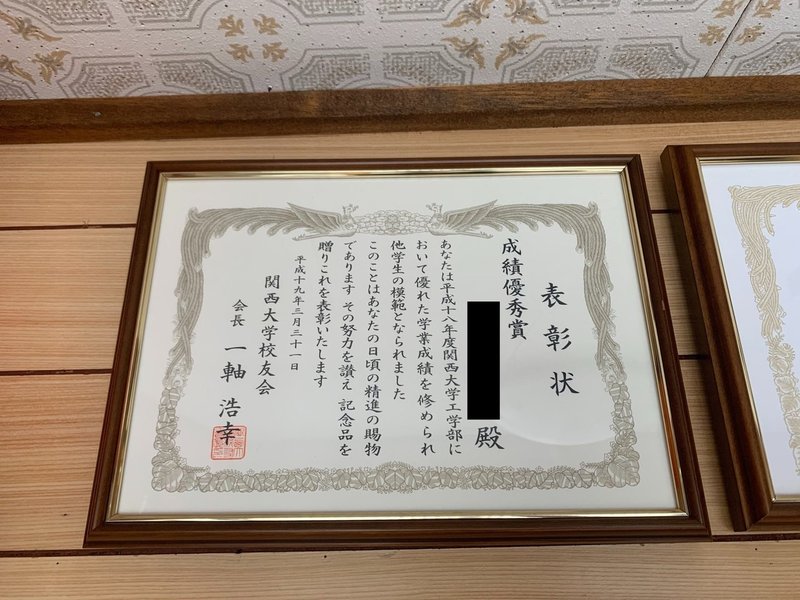 表彰状
成績優秀賞
殿
あなたは平成十八年度関西大学工学部に
おいて優れた学業成績を修められ
他学生の模範となられました
このことはあなたの日頃の精進の賜物
であります その努力を讃え 記念品を
贈りこれを表彰いたします
平成十九年三月三十一日
関西大学校友会
会長 一軸 浩幸